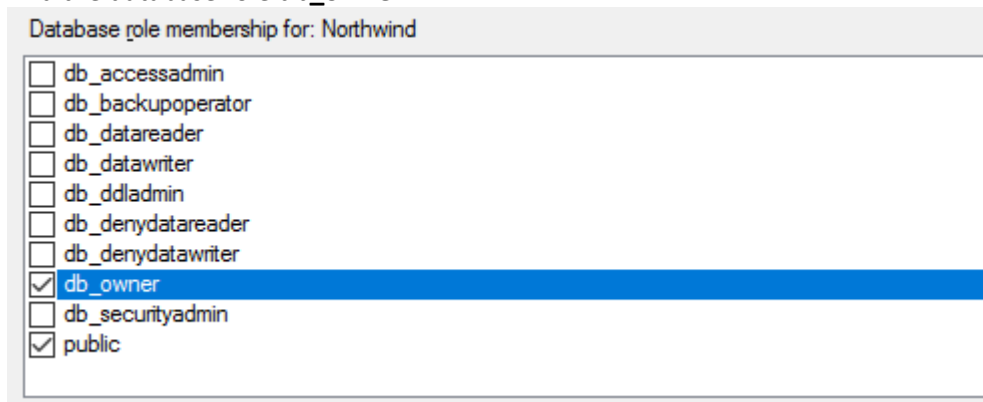 Database role membership for: Northwind
db_accessadmin
db_backupoperator
db_datareader
db_datawriter
db_ddladmin
db_denydatareader
db_denydatawriter
db_owner
db_securityadmin
public